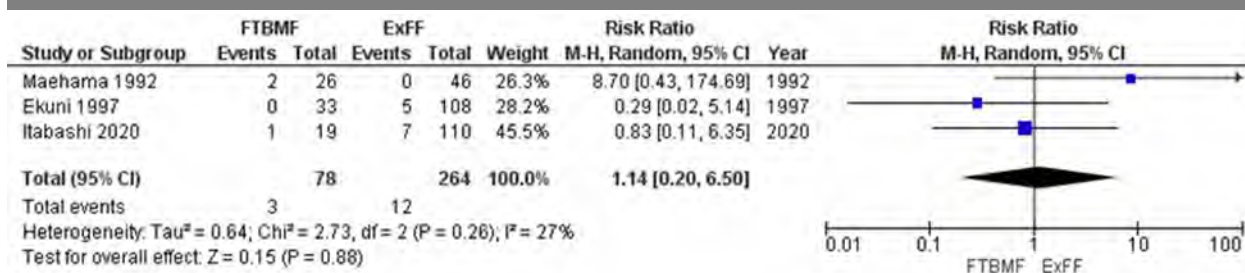 FTBMF ExFF Risk Ratio Risk Ratio
Study or Subgroup Events Total Events Total Weight M-H, Random, 95% CI Year M-H, Random, 95% CI
Maehama 1992 2 26 0 46 26.3% 8.70 [0.43, 174.69] 1992
Ekuni 1997 0 33 5 108 28.2% 0.29 [0.02, 5.14] 1997
Itabashi 2020 1 19 7 110 45.5% 0.83 [0.11, 6.35] 2020
Total (95% CI) 78 264 100.0% 1.14 [0.20, 6.50]
Total events 3 12
Heterogeneity: Tau² = 0.64; Chi² = 2.73, df = 2 (P = 0.26); I² = 27%
Test for overall effect: Z = 0.15 (P = 0.88)
0.01 0.1 1 10 100
FTBMF ExFF